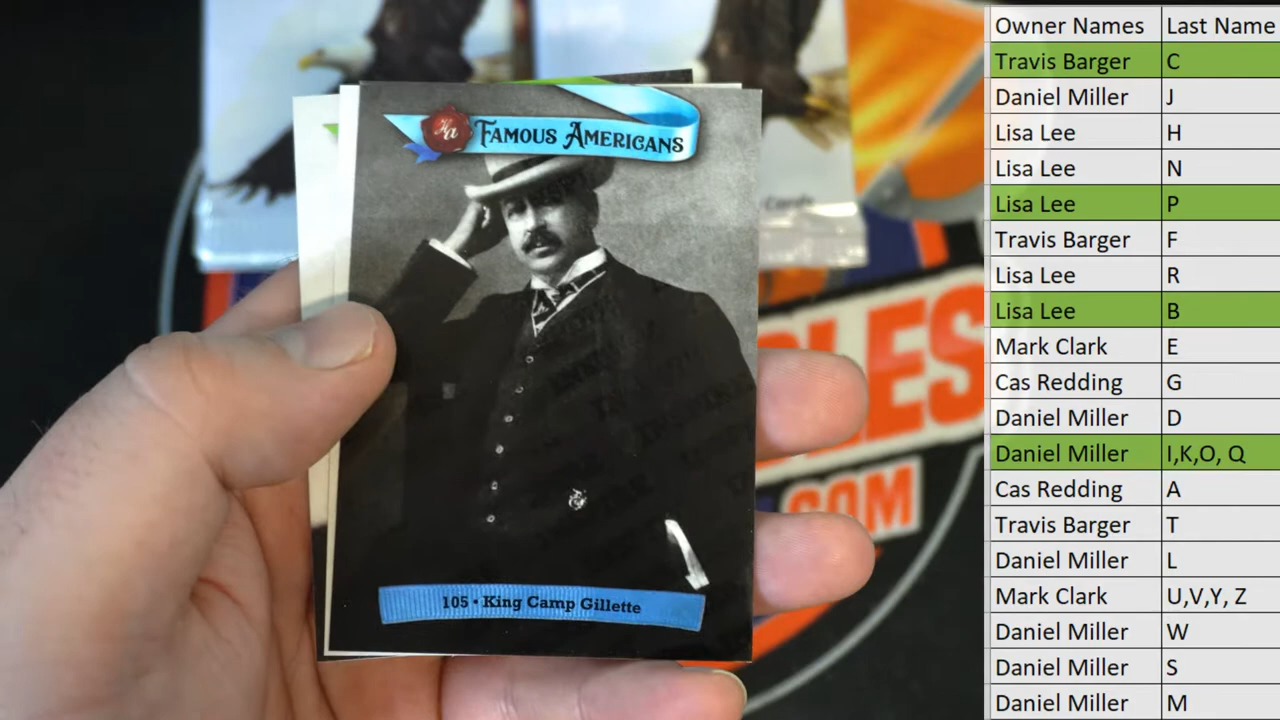 Ha
FAMOUS AMERICANS
105 • King Camp Gillette
Cards
LES
.COM
Owner Names Last Name
Travis Barger C
Daniel Miller J
Lisa Lee H
Lisa Lee N
Lisa Lee P
Travis Barger F
Lisa Lee R
Lisa Lee B
Mark Clark E
Cas Redding G
Daniel Miller D
Daniel Miller I,K,O, Q
Cas Redding A
Travis Barger T
Daniel Miller L
Mark Clark U,V,Y, Z
Daniel Miller W
Daniel Miller S
Daniel Miller M